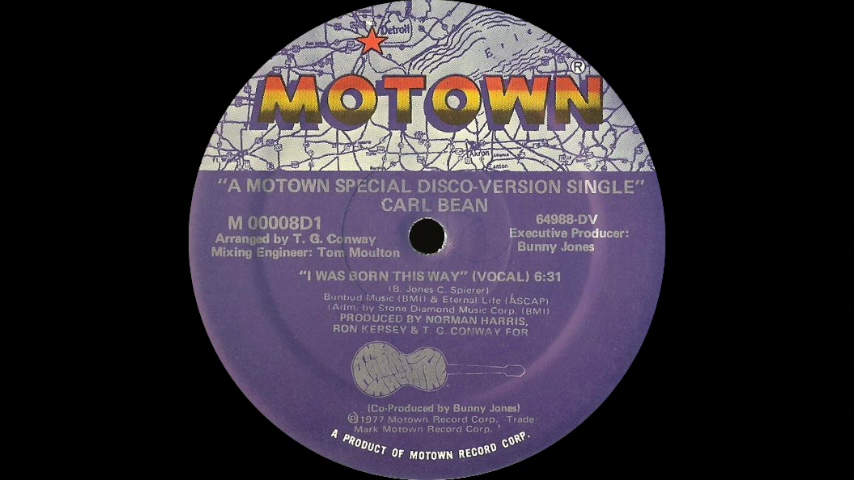 Detroit
Erie
MOTOWN®
Akron
Canton
"A MOTOWN SPECIAL DISCO-VERSION SINGLE"
CARL BEAN
M 00008D1
Arranged by T. G. Conway
Mixing Engineer: Tom Moulton
64988-DV
Executive Producer:
Bunny Jones
"I WAS BORN THIS WAY" (VOCAL) 6:31
(B. Jones C. Spierer)
Bunbud Music (BMI) & Eternal Life (ASCAP)
(Adm. by Stone Diamond Music Corp. (BMI)
PRODUCED BY NORMAN HARRIS,
RON KERSEY & T. G. CONWAY FOR
(Co-Produced by Bunny Jones)
℗1977 Motown Record Corp. Trade
Mark Motown Record Corp.
A PRODUCT OF MOTOWN RECORD CORP.